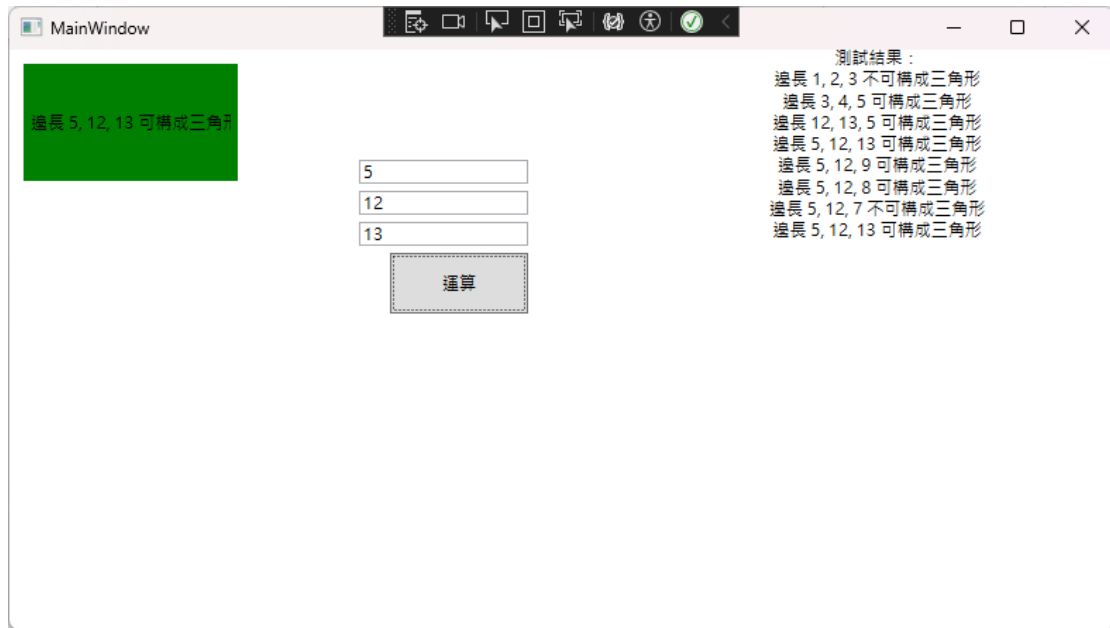 MainWindow
邊長 5, 12, 13 可構成三角形
5
12
13
運算
測試結果：
邊長 1, 2, 3 不可構成三角形
邊長 3, 4, 5 可構成三角形
邊長 12, 13, 5 可構成三角形
邊長 5, 12, 13 可構成三角形
邊長 5, 12, 9 可構成三角形
邊長 5, 12, 8 可構成三角形
邊長 5, 12, 7 不可構成三角形
邊長 5, 12, 13 可構成三角形